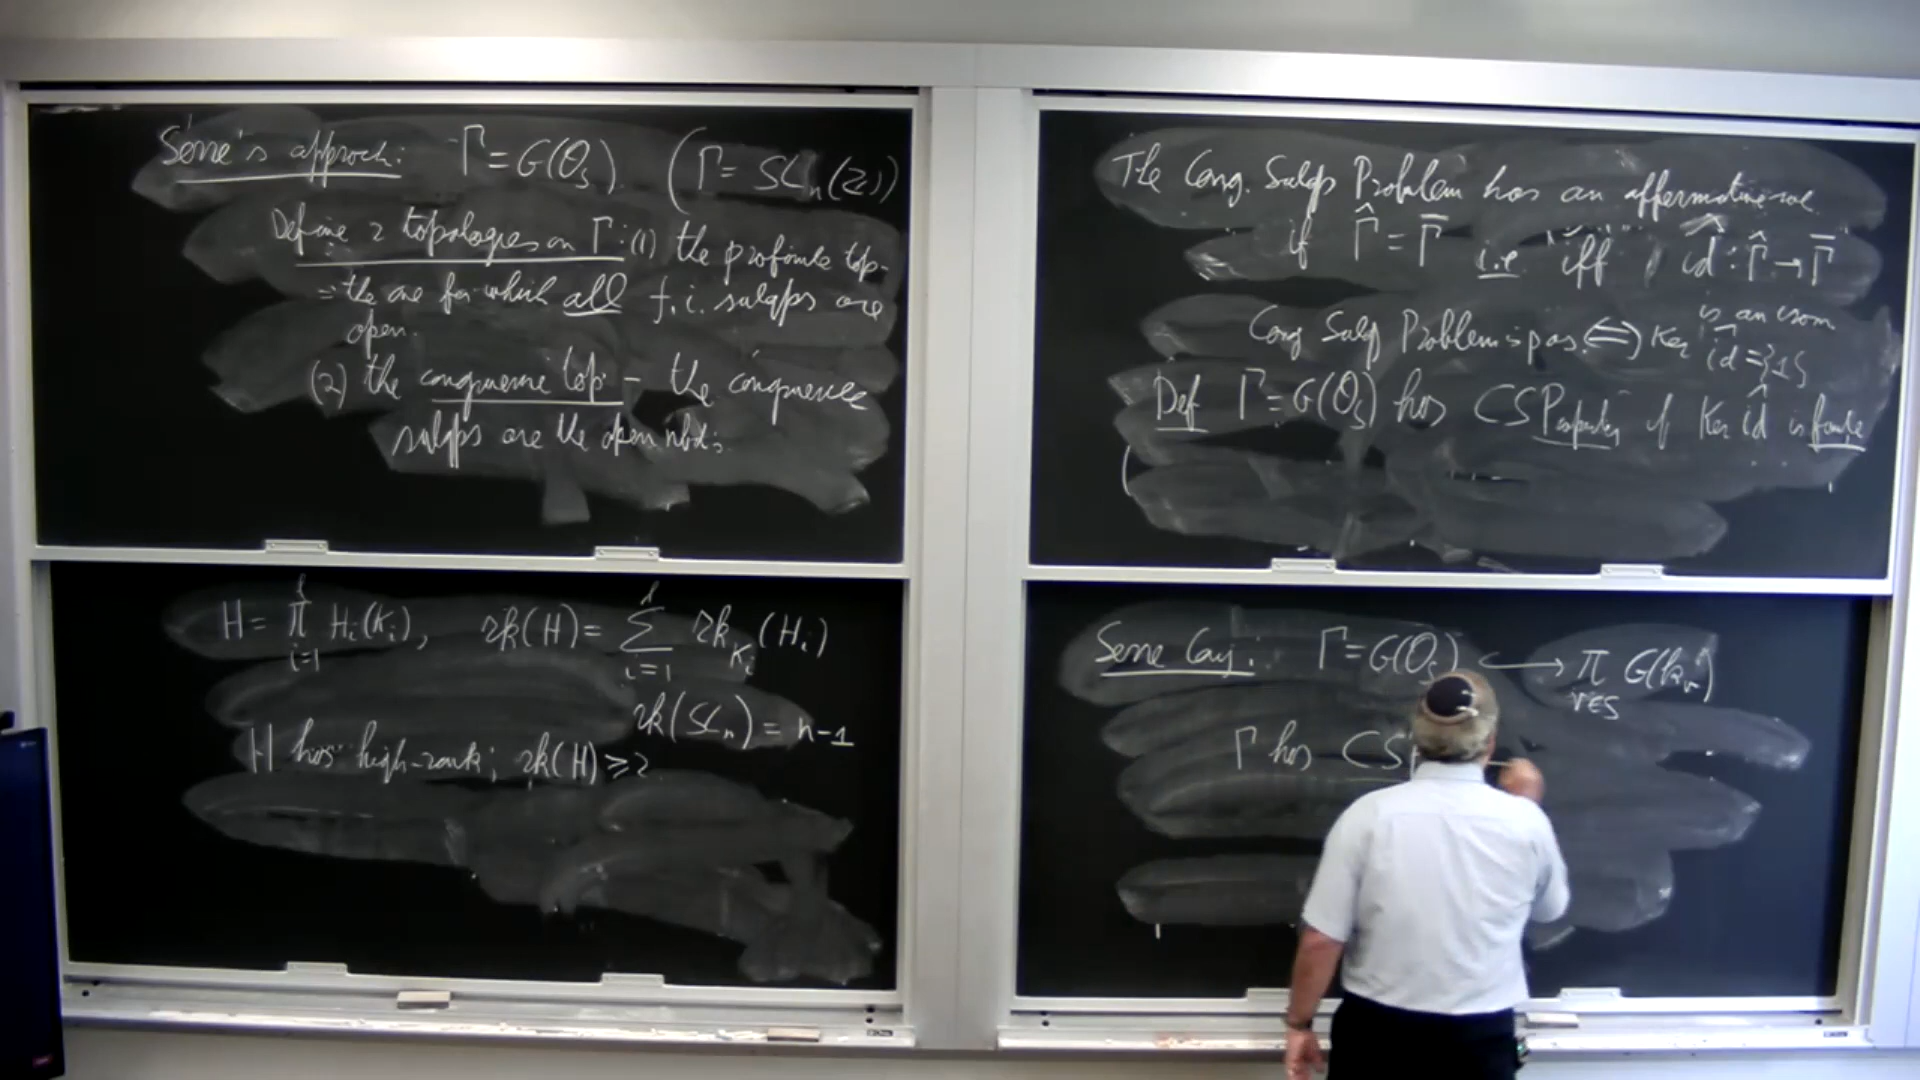 Serre's approch: Γ = G(O_S). (Γ = SL_n(Z))
Define 2 topologies on Γ: (1) the profinite top-
= the one for which all f.i. subgps are
open.
(2) the congruence top - the congruence
subgps are the open nbds.
H = ∏_{i=1}^{l} H_i(K_i), rk(H) = ∑_{i=1}^{l} rk_{K_i}(H_i)
rk(SL_n) = n-1
H has high-rank; rk(H) ≥ 2
The Cong. Subgp Problem has an affermative
if Γ̂ = Γ̄ i.e iff îd : Γ̂ → Γ̄
is an isom.
Cong Subg Problem is pos. ⟺ Ker îd = {1}
Def Γ = G(O_S) has CSProperty if Ker îd is finite
(
Serre Conj: Γ = G(O_S) ↪ ∏_{v∈S} G(k_v)
Γ has CSP